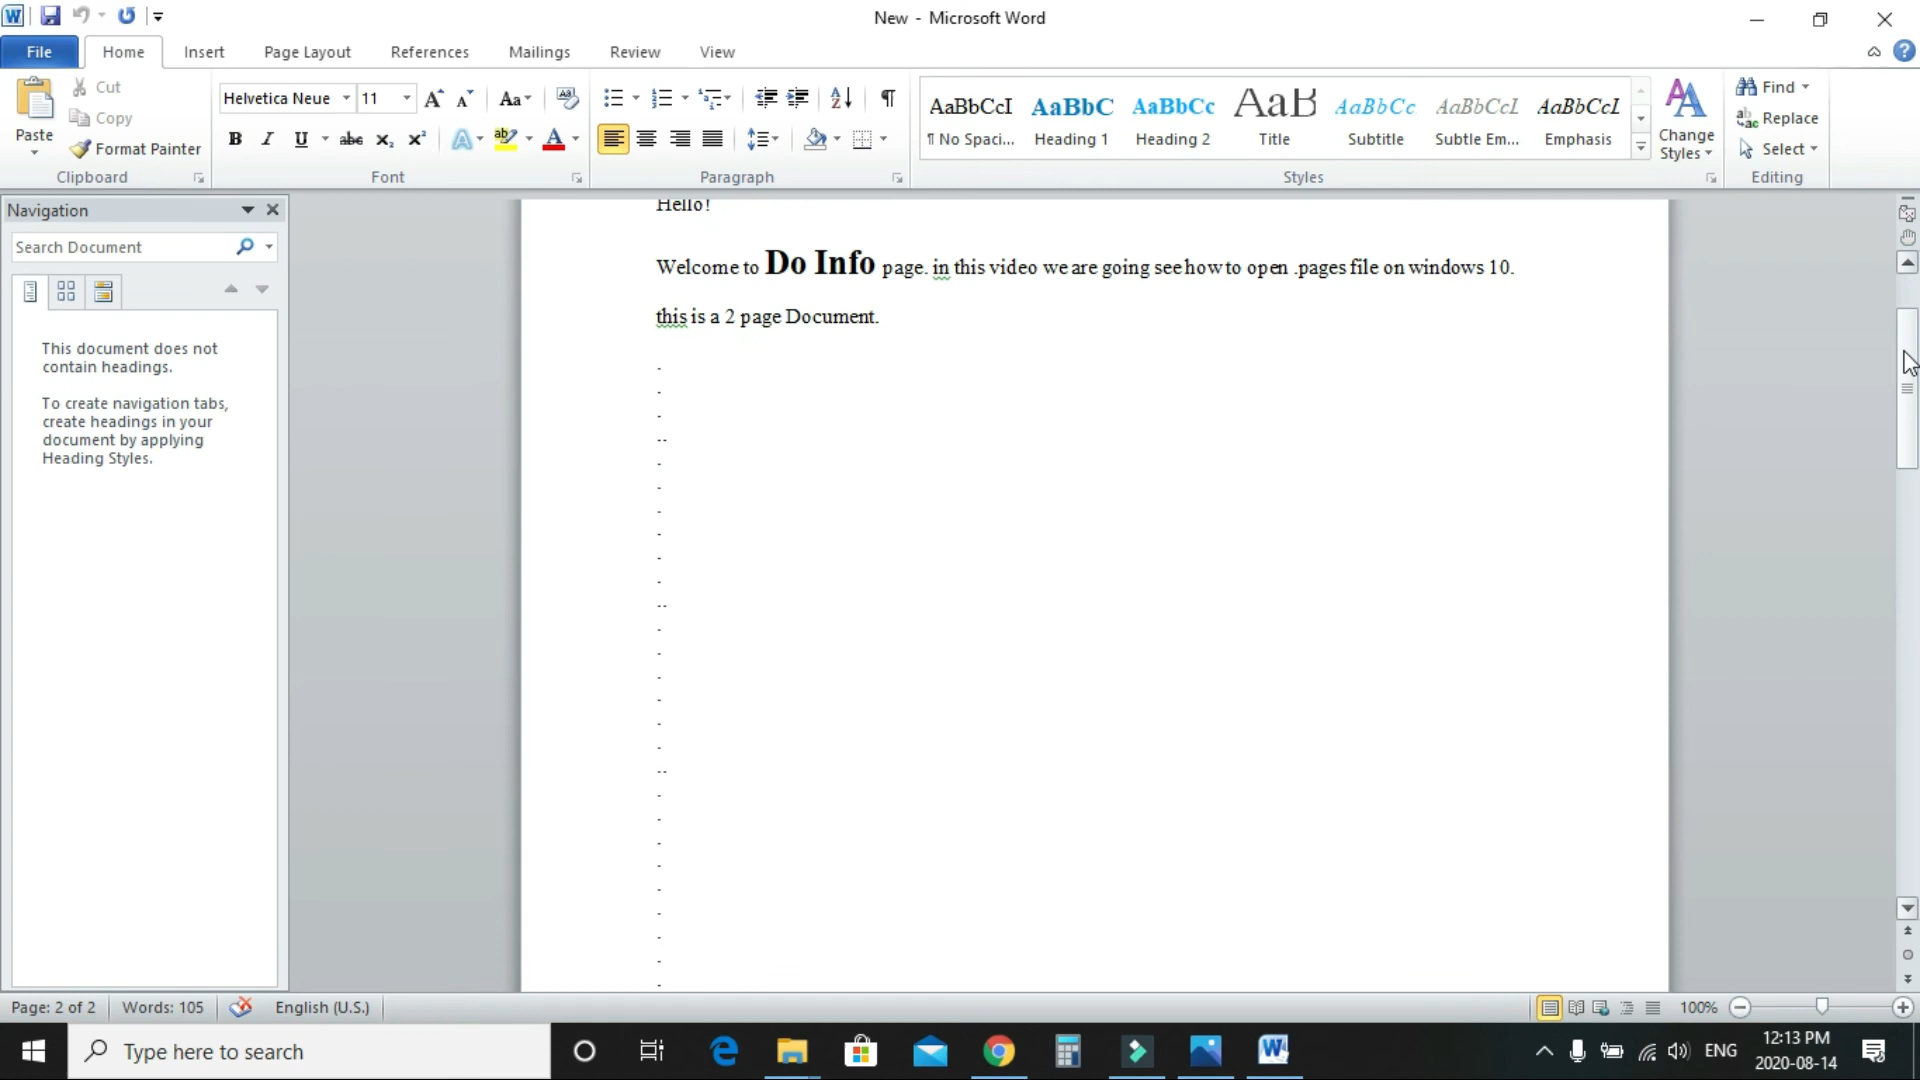 New - Microsoft Word
File Home Insert Page Layout References Mailings Review View
Paste
Cut
Copy
Format Painter
Clipboard
Helvetica Neue 11
Font
Paragraph
AaBbCcI AaBbC AaBbCc AaB AaBbCc AaBbCcI AaBbCcL
¶ No Spaci... Heading 1 Heading 2 Title Subtitle Subtle Em... Emphasis
Styles
Change
Styles
Find
Replace
Select
Editing
Navigation
Search Document
This document does not
contain headings.
To create navigation tabs,
create headings in your
document by applying
Heading Styles.
Hello!
Welcome to Do Info page. in this video we are going see how to open .pages file on windows 10.
this is a 2 page Document.
.
.
.
..
.
.
.
.
.
.
..
.
.
.
.
.
.
..
.
.
.
.
.
.
.
.
.
Page: 2 of 2 Words: 105 English (U.S.) 100%
Type here to search
ENG
12:13 PM
2020-08-14